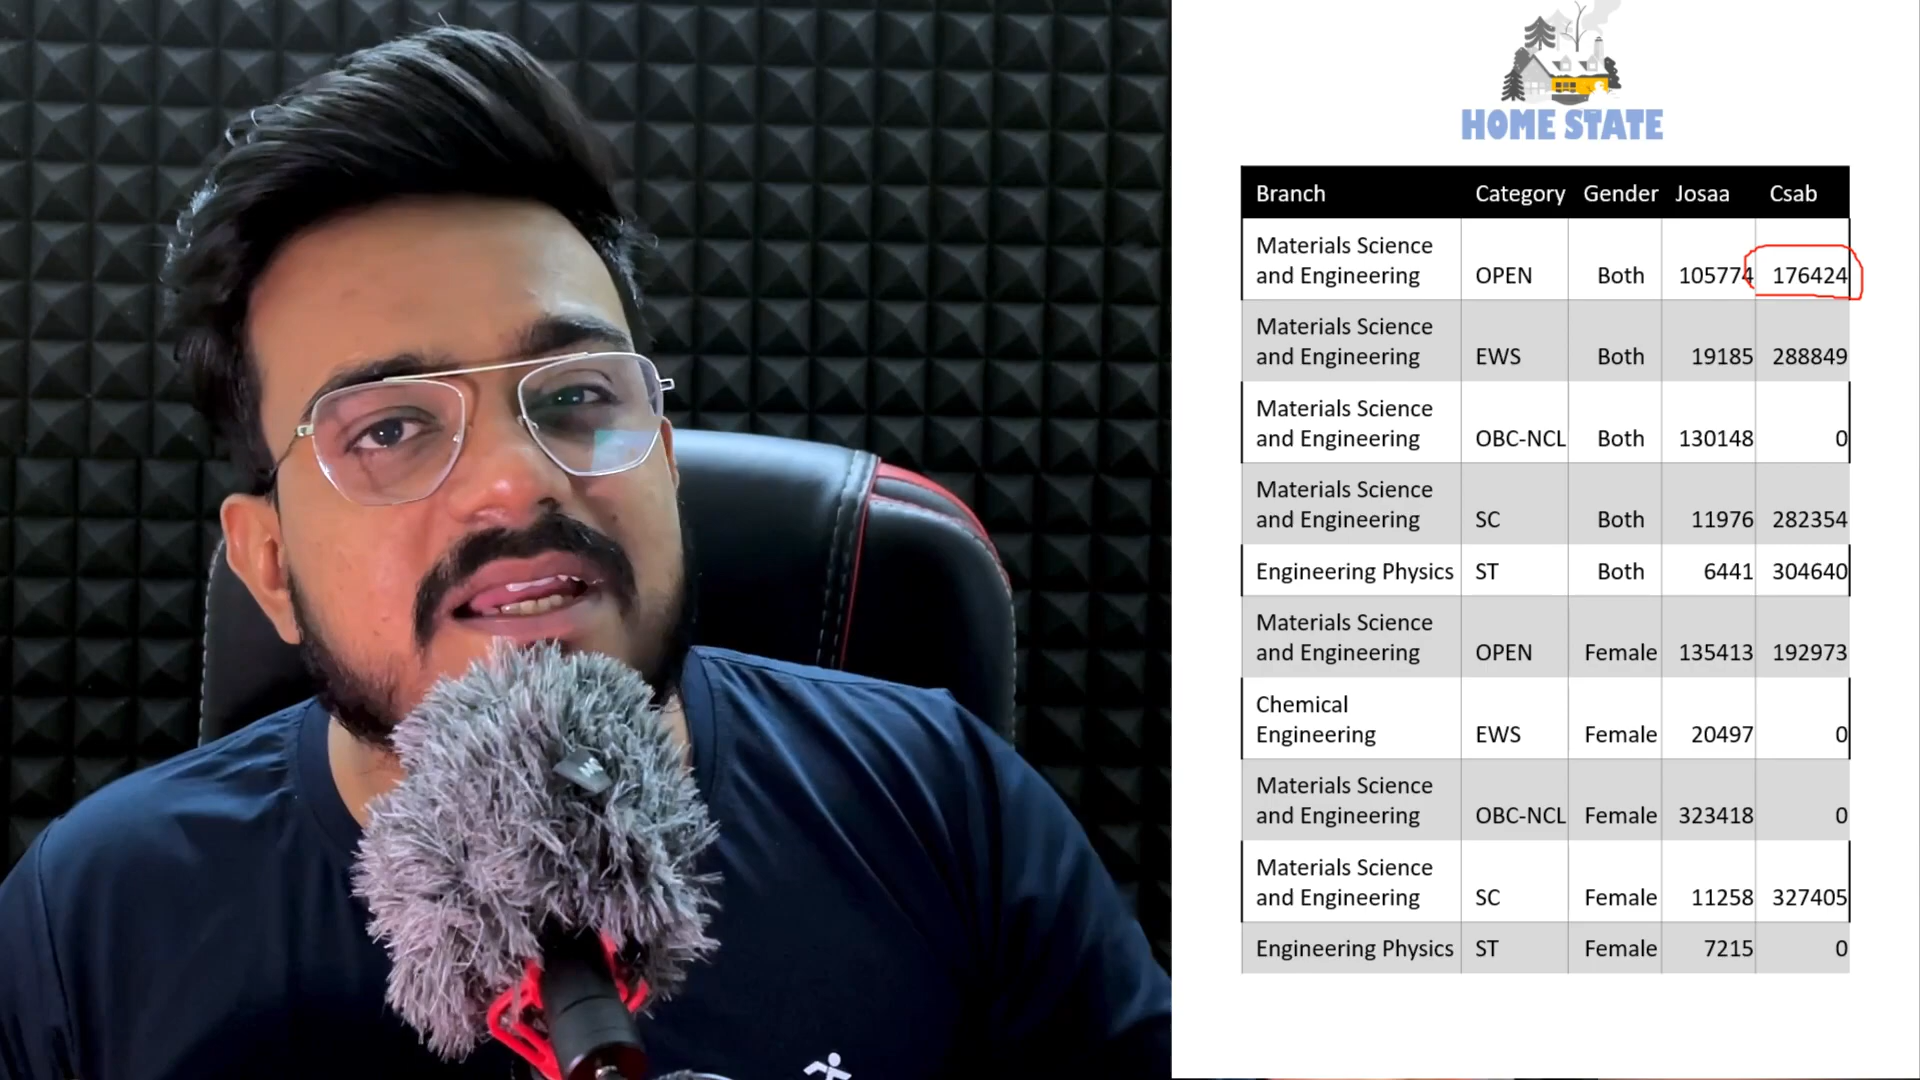 HOME STATE
Branch Category Gender Josaa Csab
Materials Science
and Engineering OPEN Both 105774 176424
Materials Science
and Engineering EWS Both 19185 288849
Materials Science
and Engineering OBC-NCL Both 130148 0
Materials Science
and Engineering SC Both 11976 282354
Engineering Physics ST Both 6441 304640
Materials Science
and Engineering OPEN Female 135413 192973
Chemical
Engineering EWS Female 20497 0
Materials Science
and Engineering OBC-NCL Female 323418 0
Materials Science
and Engineering SC Female 11258 327405
Engineering Physics ST Female 7215 0